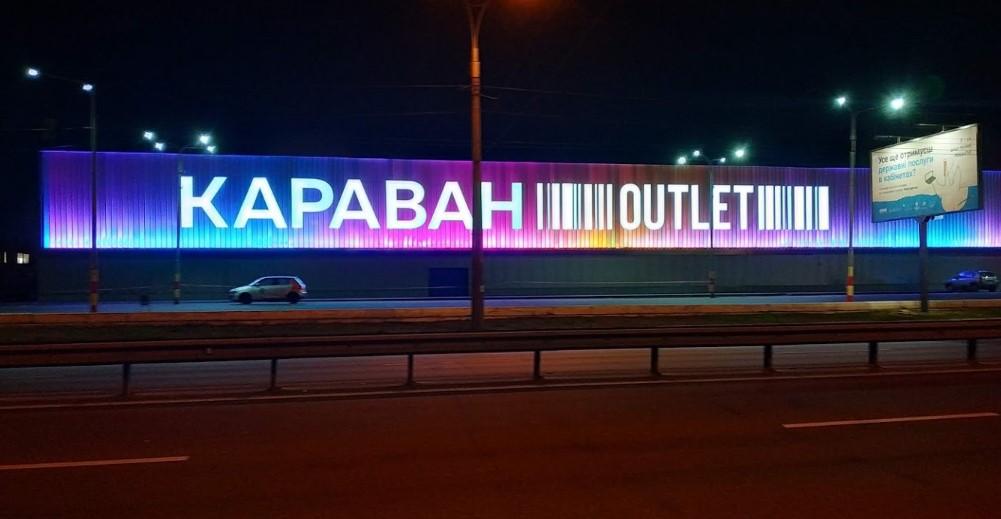 КАРАВАН OUTLET
Усе ще отримуєш
державні послуги
в кабінетах?